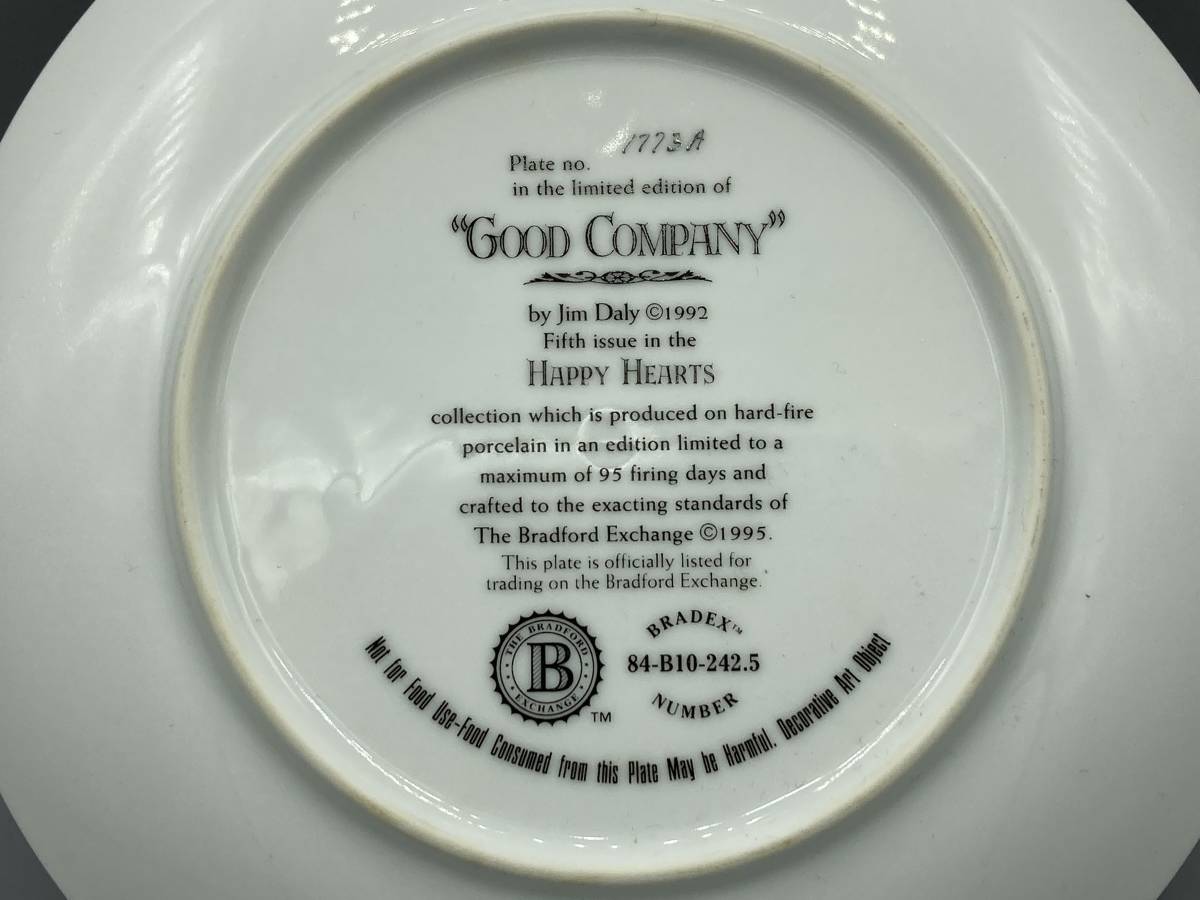 Plate no. 1773A
in the limited edition of
“GOOD COMPANY”
by Jim Daly ©1992
Fifth issue in the
HAPPY HEARTS
collection which is produced on hard-fire
porcelain in an edition limited to a
maximum of 95 firing days and
crafted to the exacting standards of
The Bradford Exchange ©1995.
This plate is officially listed for
trading on the Bradford Exchange.
THE BRADFORD
B
EXCHANGE
TM
BRADEX™
84-B10-242.5
NUMBER
Not for Food Use–Food Consumed from this Plate May be Harmful. Decorative Art Object